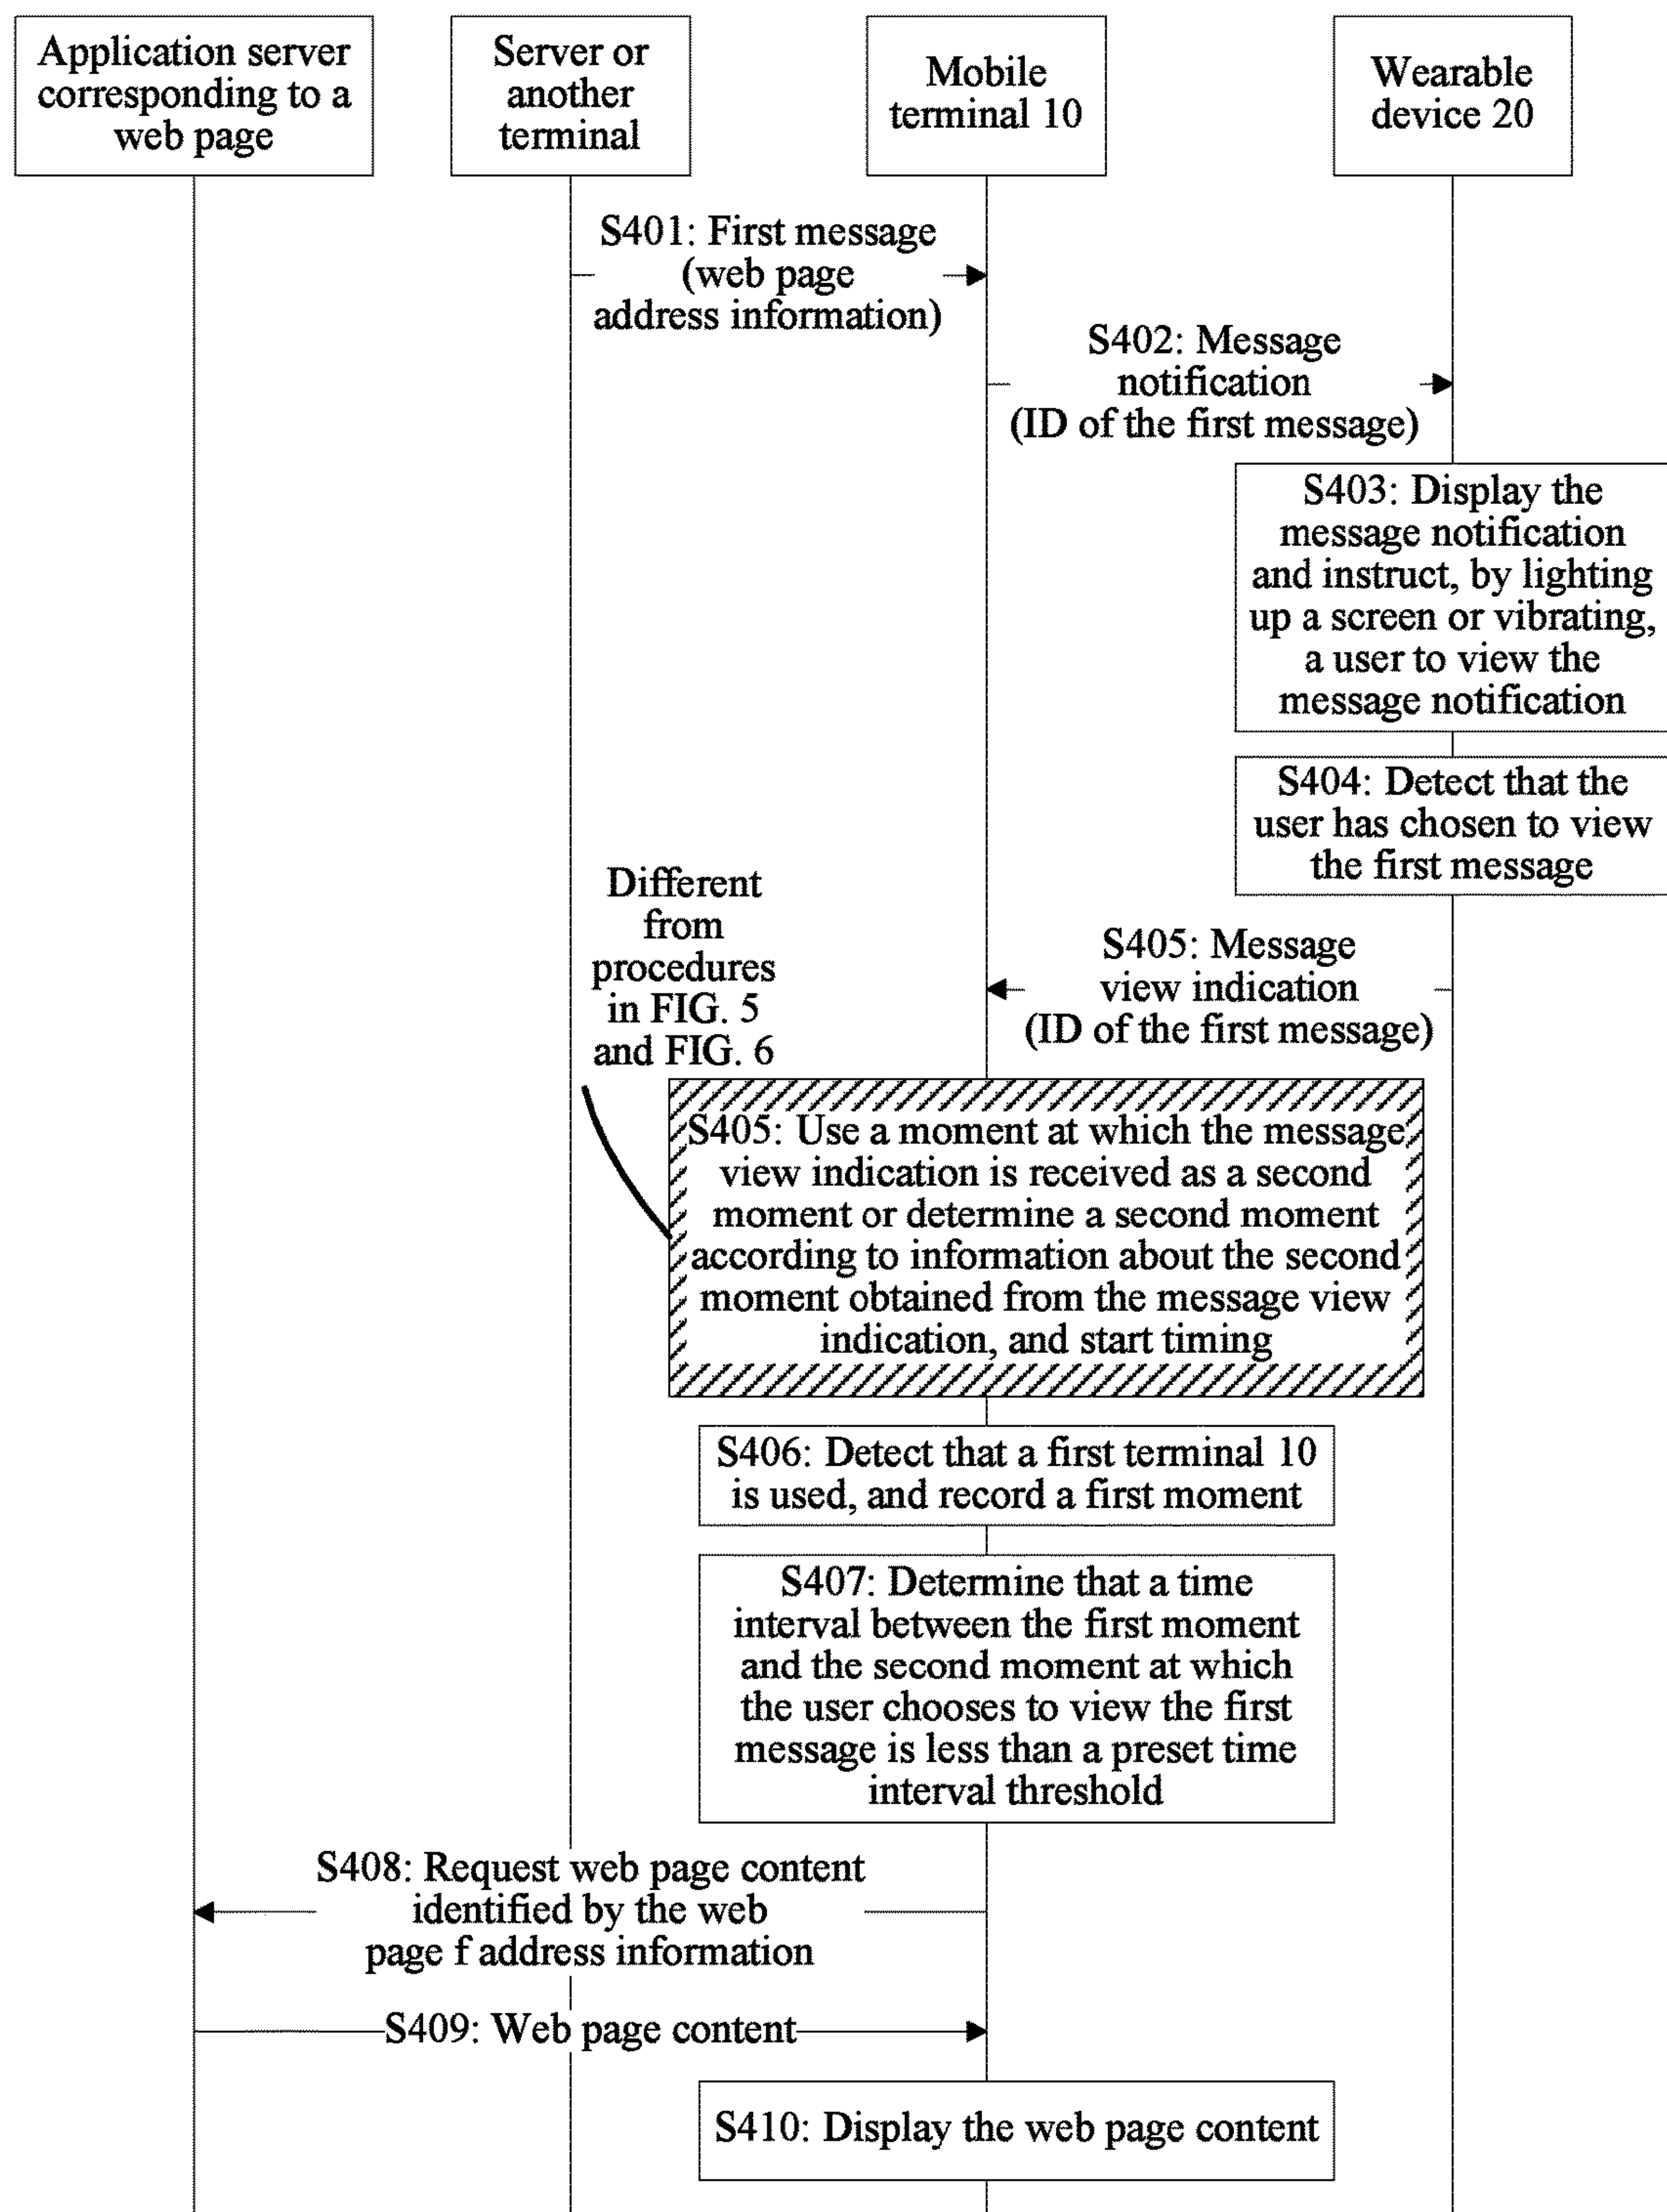 Application server
corresponding to a
web page
Server or
another
terminal
Mobile
terminal 10
Wearable
device 20
S401: First message
(web page
address information)
S402: Message
notification
(ID of the first message)
S403: Display the
message notification
and instruct, by lighting
up a screen or vibrating,
a user to view the
message notification
S404: Detect that the
user has chosen to view
the first message
Different
from
procedures
in FIG. 5
and FIG. 6
S405: Message
view indication
(ID of the first message)
S405: Use a moment at which the message
view indication is received as a second
moment or determine a second moment
according to information about the second
moment obtained from the message view
indication, and start timing
S406: Detect that a first terminal 10
is used, and record a first moment
S407: Determine that a time
interval between the first moment
and the second moment at which
the user chooses to view the first
message is less than a preset time
interval threshold
S408: Request web page content
identified by the web
page f address information
S409: Web page content
S410: Display the web page content